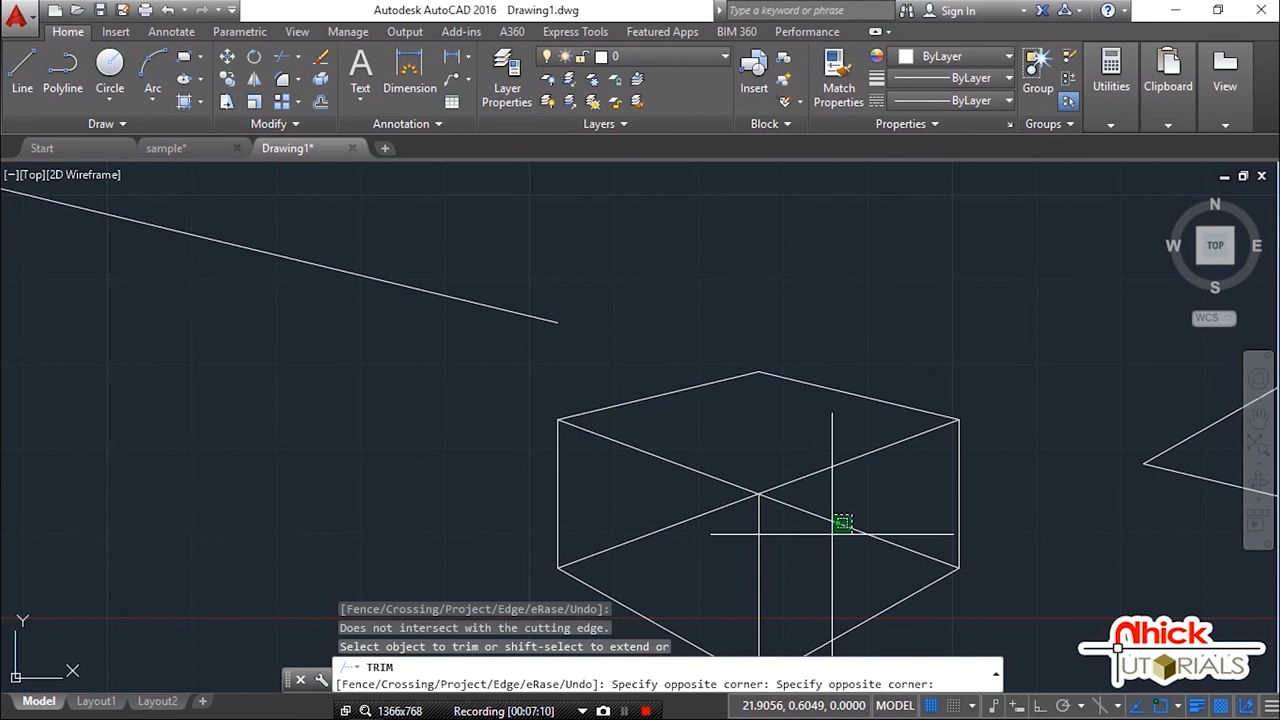 Autodesk AutoCAD 2016 Drawing1.dwg
Type a keyword or phrase
Sign In
Home Insert Annotate Parametric View Manage Output Add-ins A360 Express Tools Featured Apps BIM 360 Performance
Line Polyline Circle Arc
Text Dimension
Layer Properties
0
Insert
Match Properties
ByLayer
ByLayer
ByLayer
Group Utilities Clipboard View
Draw Modify Annotation Layers Block Properties Groups
Start sample* Drawing1*
[−][Top][2D Wireframe]
N
W TOP E
S
WCS
Y
X
[Fence/Crossing/Project/Edge/eRase/Undo]:
Does not intersect with the cutting edge.
Select object to trim or shift-select to extend or
TRIM
[Fence/Crossing/Project/Edge/eRase/Undo]: Specify opposite corner: Specify opposite corner:
Nhick
TUTORIALS
Model Layout1 Layout2
1366x768 Recording [00:07:10]
21.9056, 0.6049, 0.0000 MODEL